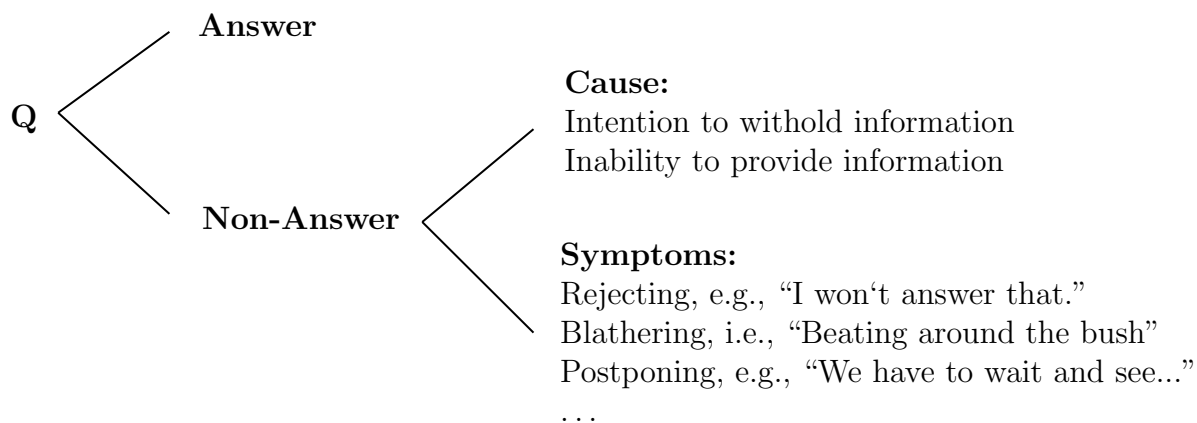 Answer
Q
Non-Answer
Cause:
Intention to withold information
Inability to provide information
Symptoms:
Rejecting, e.g., “I won‘t answer that.”
Blathering, i.e., “Beating around the bush”
Postponing, e.g., “We have to wait and see...”
...